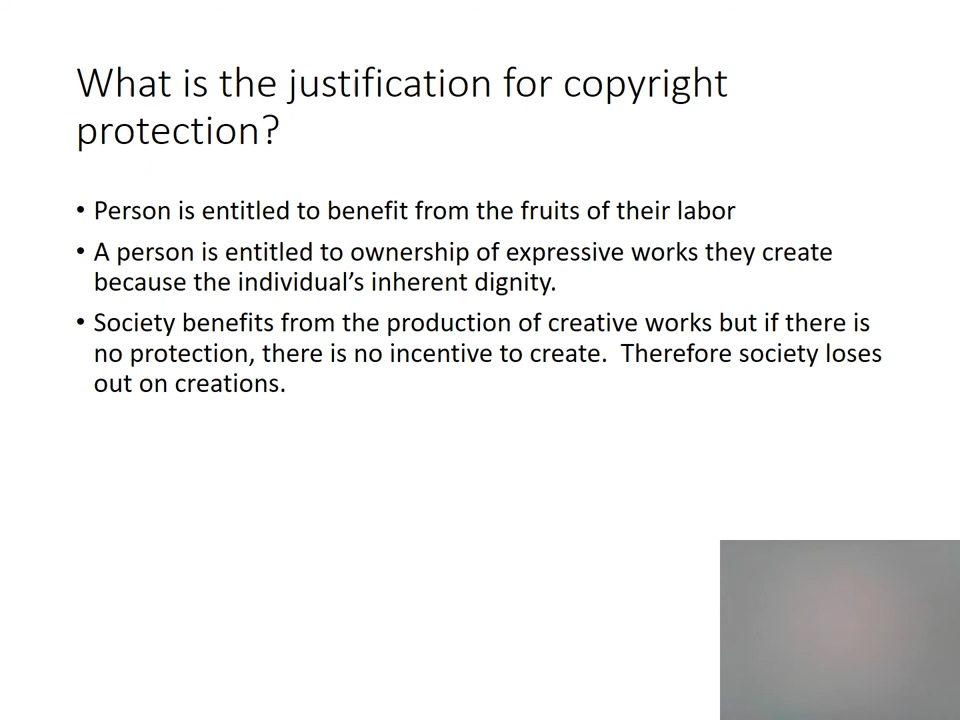 What is the justification for copyright
protection?
• Person is entitled to benefit from the fruits of their labor
• A person is entitled to ownership of expressive works they create
because the individual’s inherent dignity.
• Society benefits from the production of creative works but if there is
no protection, there is no incentive to create.  Therefore society loses
out on creations.